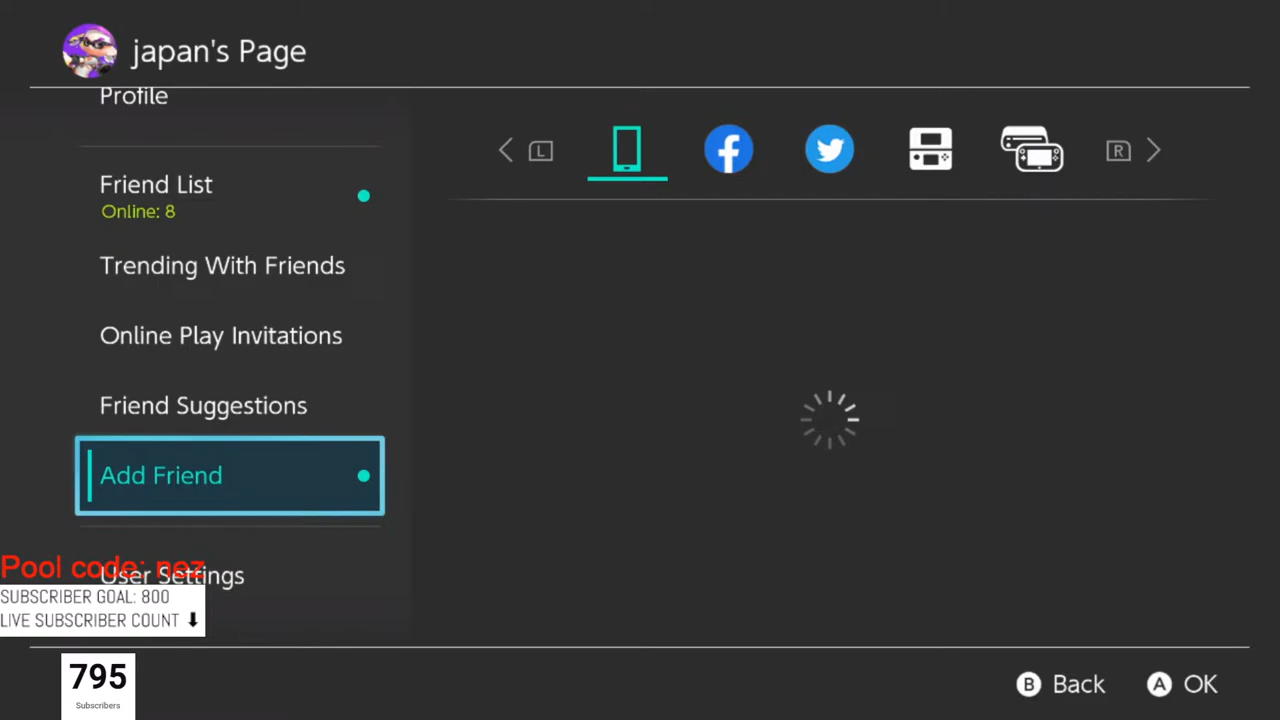 japan's Page
Profile
Friend List
Online: 8
Trending With Friends
Online Play Invitations
Friend Suggestions
Add Friend
L
R
Pool code: nez
User Settings
SUBSCRIBER GOAL: 800
LIVE SUBSCRIBER COUNT ⬇
795
Subscribers
B Back
A OK